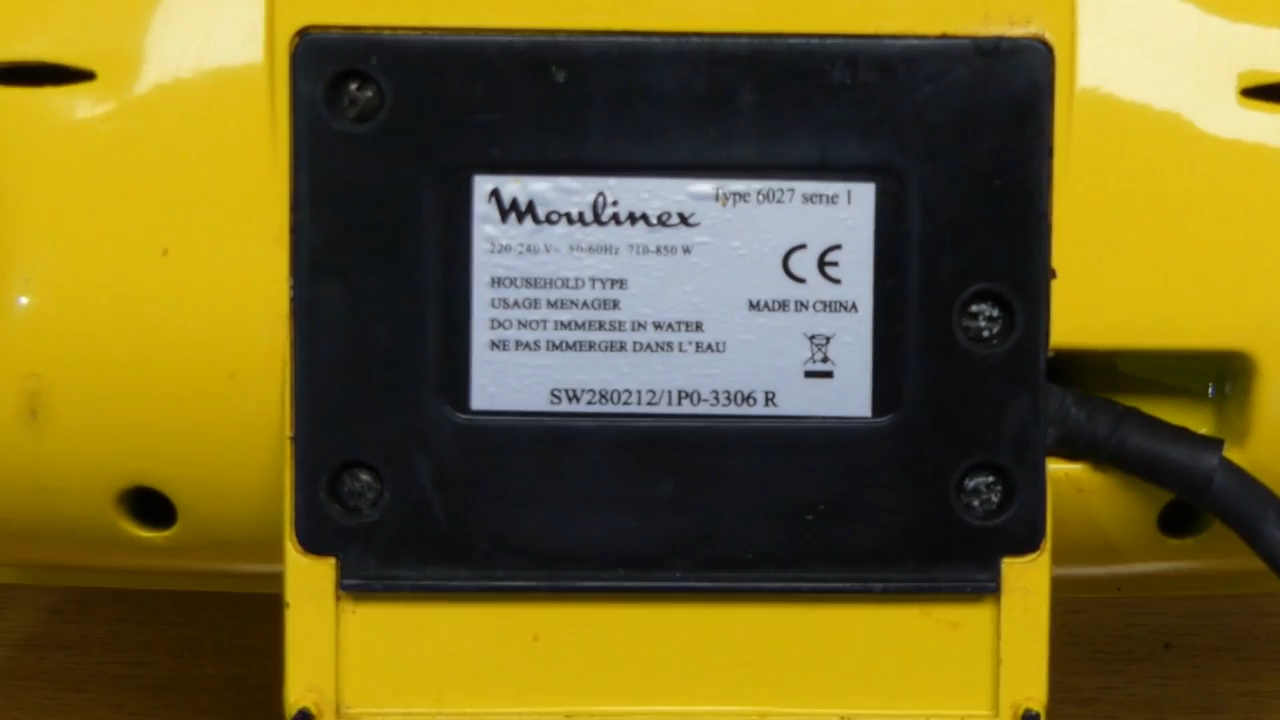 Moulinex Type 6027 serie 1
220-240 V~ 50-60Hz 710-850 W
CE
HOUSEHOLD TYPE
USAGE MENAGER
MADE IN CHINA
DO NOT IMMERSE IN WATER
NE PAS IMMERGER DANS L'EAU
SW280212/1P0-3306 R